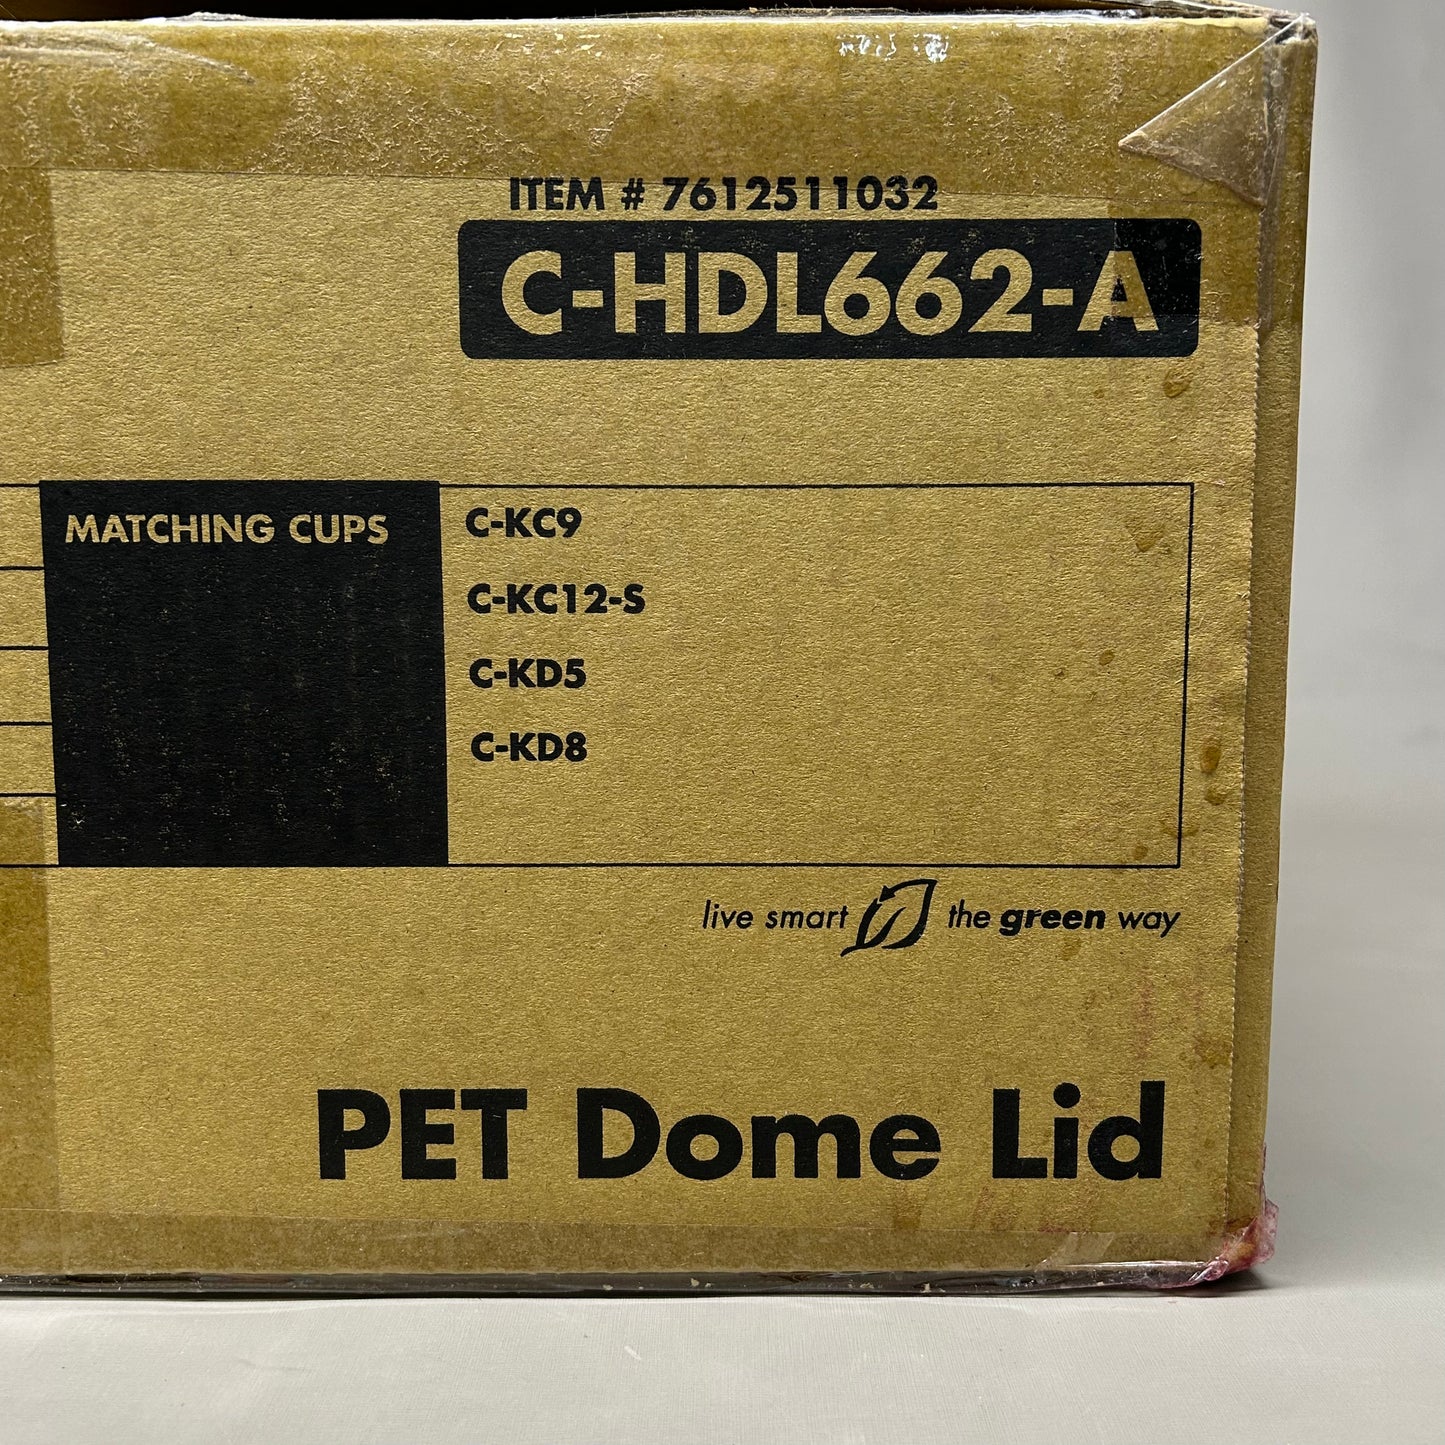 ITEM # 7612511032
C-HDL662-A
MATCHING CUPS
C-KC9
C-KC12-S
C-KD5
C-KD8
live smart the green way
PET Dome Lid